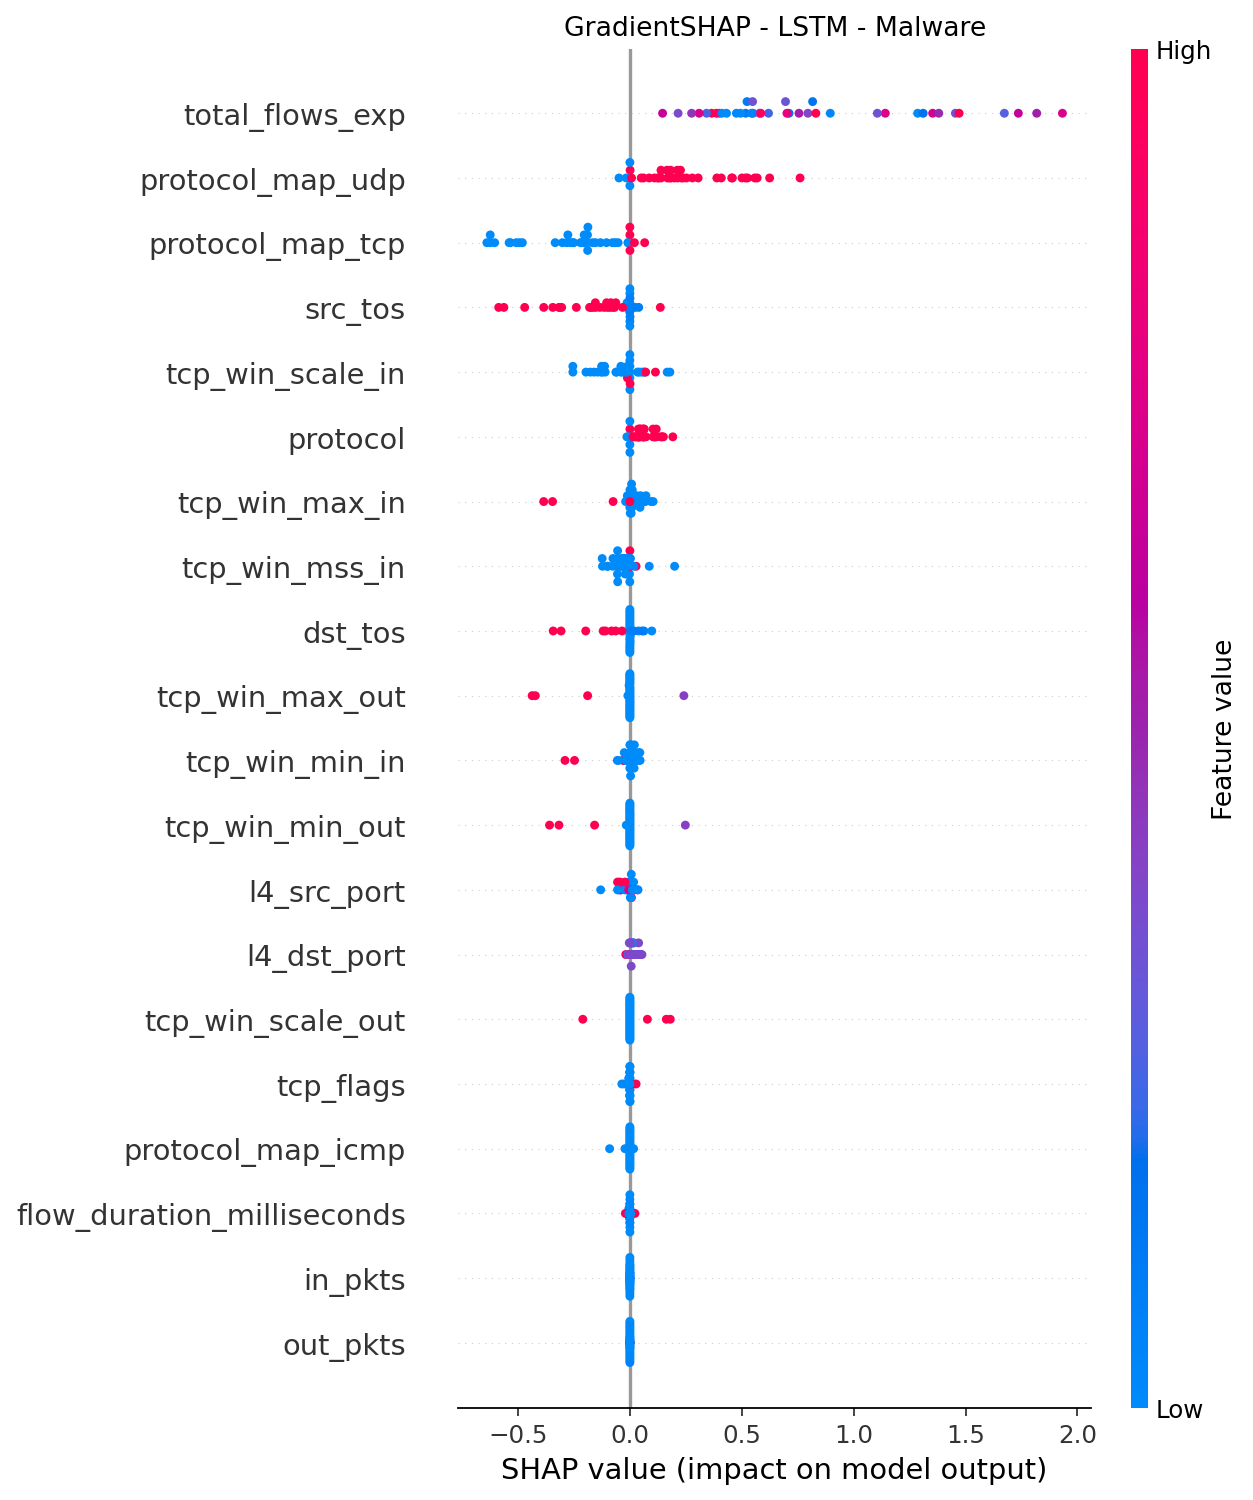 GradientSHAP - LSTM - Malware
High
total_flows_exp
protocol_map_udp
protocol_map_tcp
src_tos
tcp_win_scale_in
protocol
tcp_win_max_in
tcp_win_mss_in
dst_tos
tcp_win_max_out
tcp_win_min_in
tcp_win_min_out
l4_src_port
l4_dst_port
tcp_win_scale_out
tcp_flags
protocol_map_icmp
flow_duration_milliseconds
in_pkts
out_pkts
Feature value
Low
−0.5 0.0 0.5 1.0 1.5 2.0
SHAP value (impact on model output)